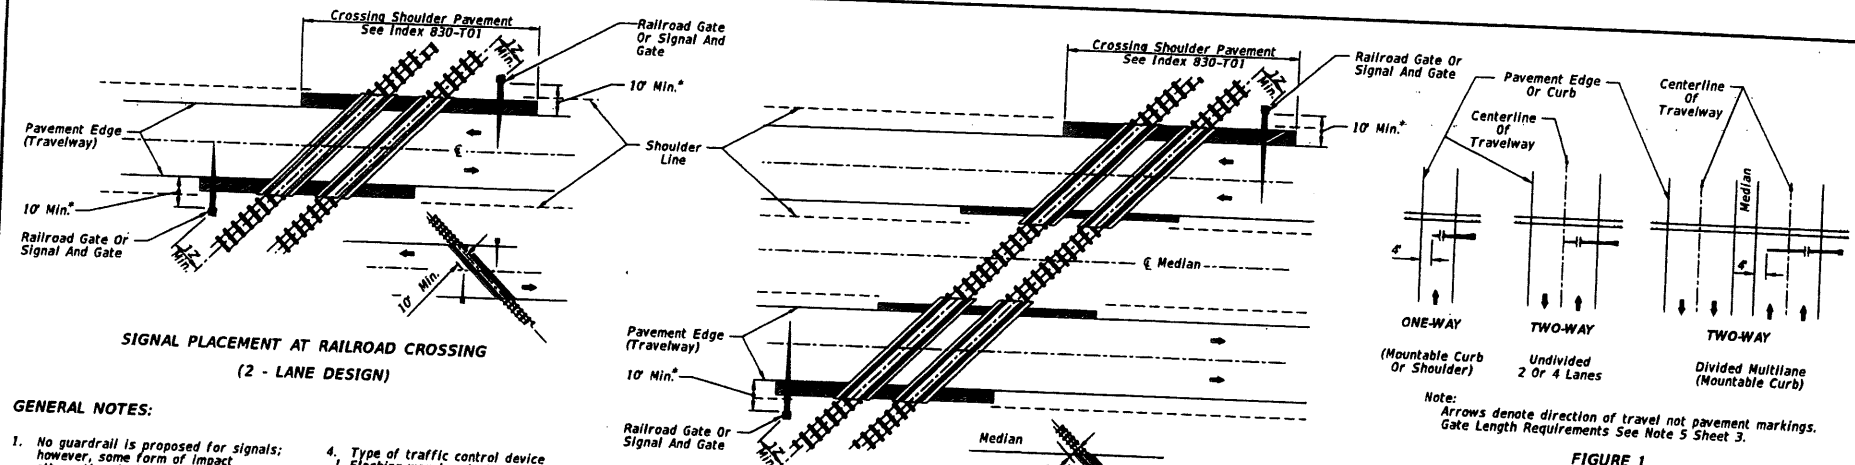 Crossing Shoulder Pavement
See Index 830-T01
Railroad Gate
Or Signal And
Gate
12'
Min.
10' Min.*
Pavement Edge
(Travelway)
℄
Shoulder
Line
10' Min.*
Railroad Gate Or
Signal And Gate
12'
Min.
10' Min.
SIGNAL PLACEMENT AT RAILROAD CROSSING
(2 - LANE DESIGN)
GENERAL NOTES:
1. No guardrail is proposed for signals;
however, some form of impact
4. Type of traffic control device
Crossing Shoulder Pavement
See Index 830-T01
12'
Min.
Railroad Gate Or
Signal And Gate
10' Min.*
℄ Median
Pavement Edge
(Travelway)
10' Min.*
Railroad Gate Or
Signal And Gate
12'
Min.
Median
Pavement Edge
Or Curb
Centerline
Of
Travelway
Centerline
Of
Travelway
Median
4'
4'
ONE-WAY
(Mountable Curb
Or Shoulder)
TWO-WAY
Undivided
2 Or 4 Lanes
TWO-WAY
Divided Multilane
(Mountable Curb)
Note:
Arrows denote direction of travel not pavement markings.
Gate Length Requirements See Note 5 Sheet 3.
FIGURE 1